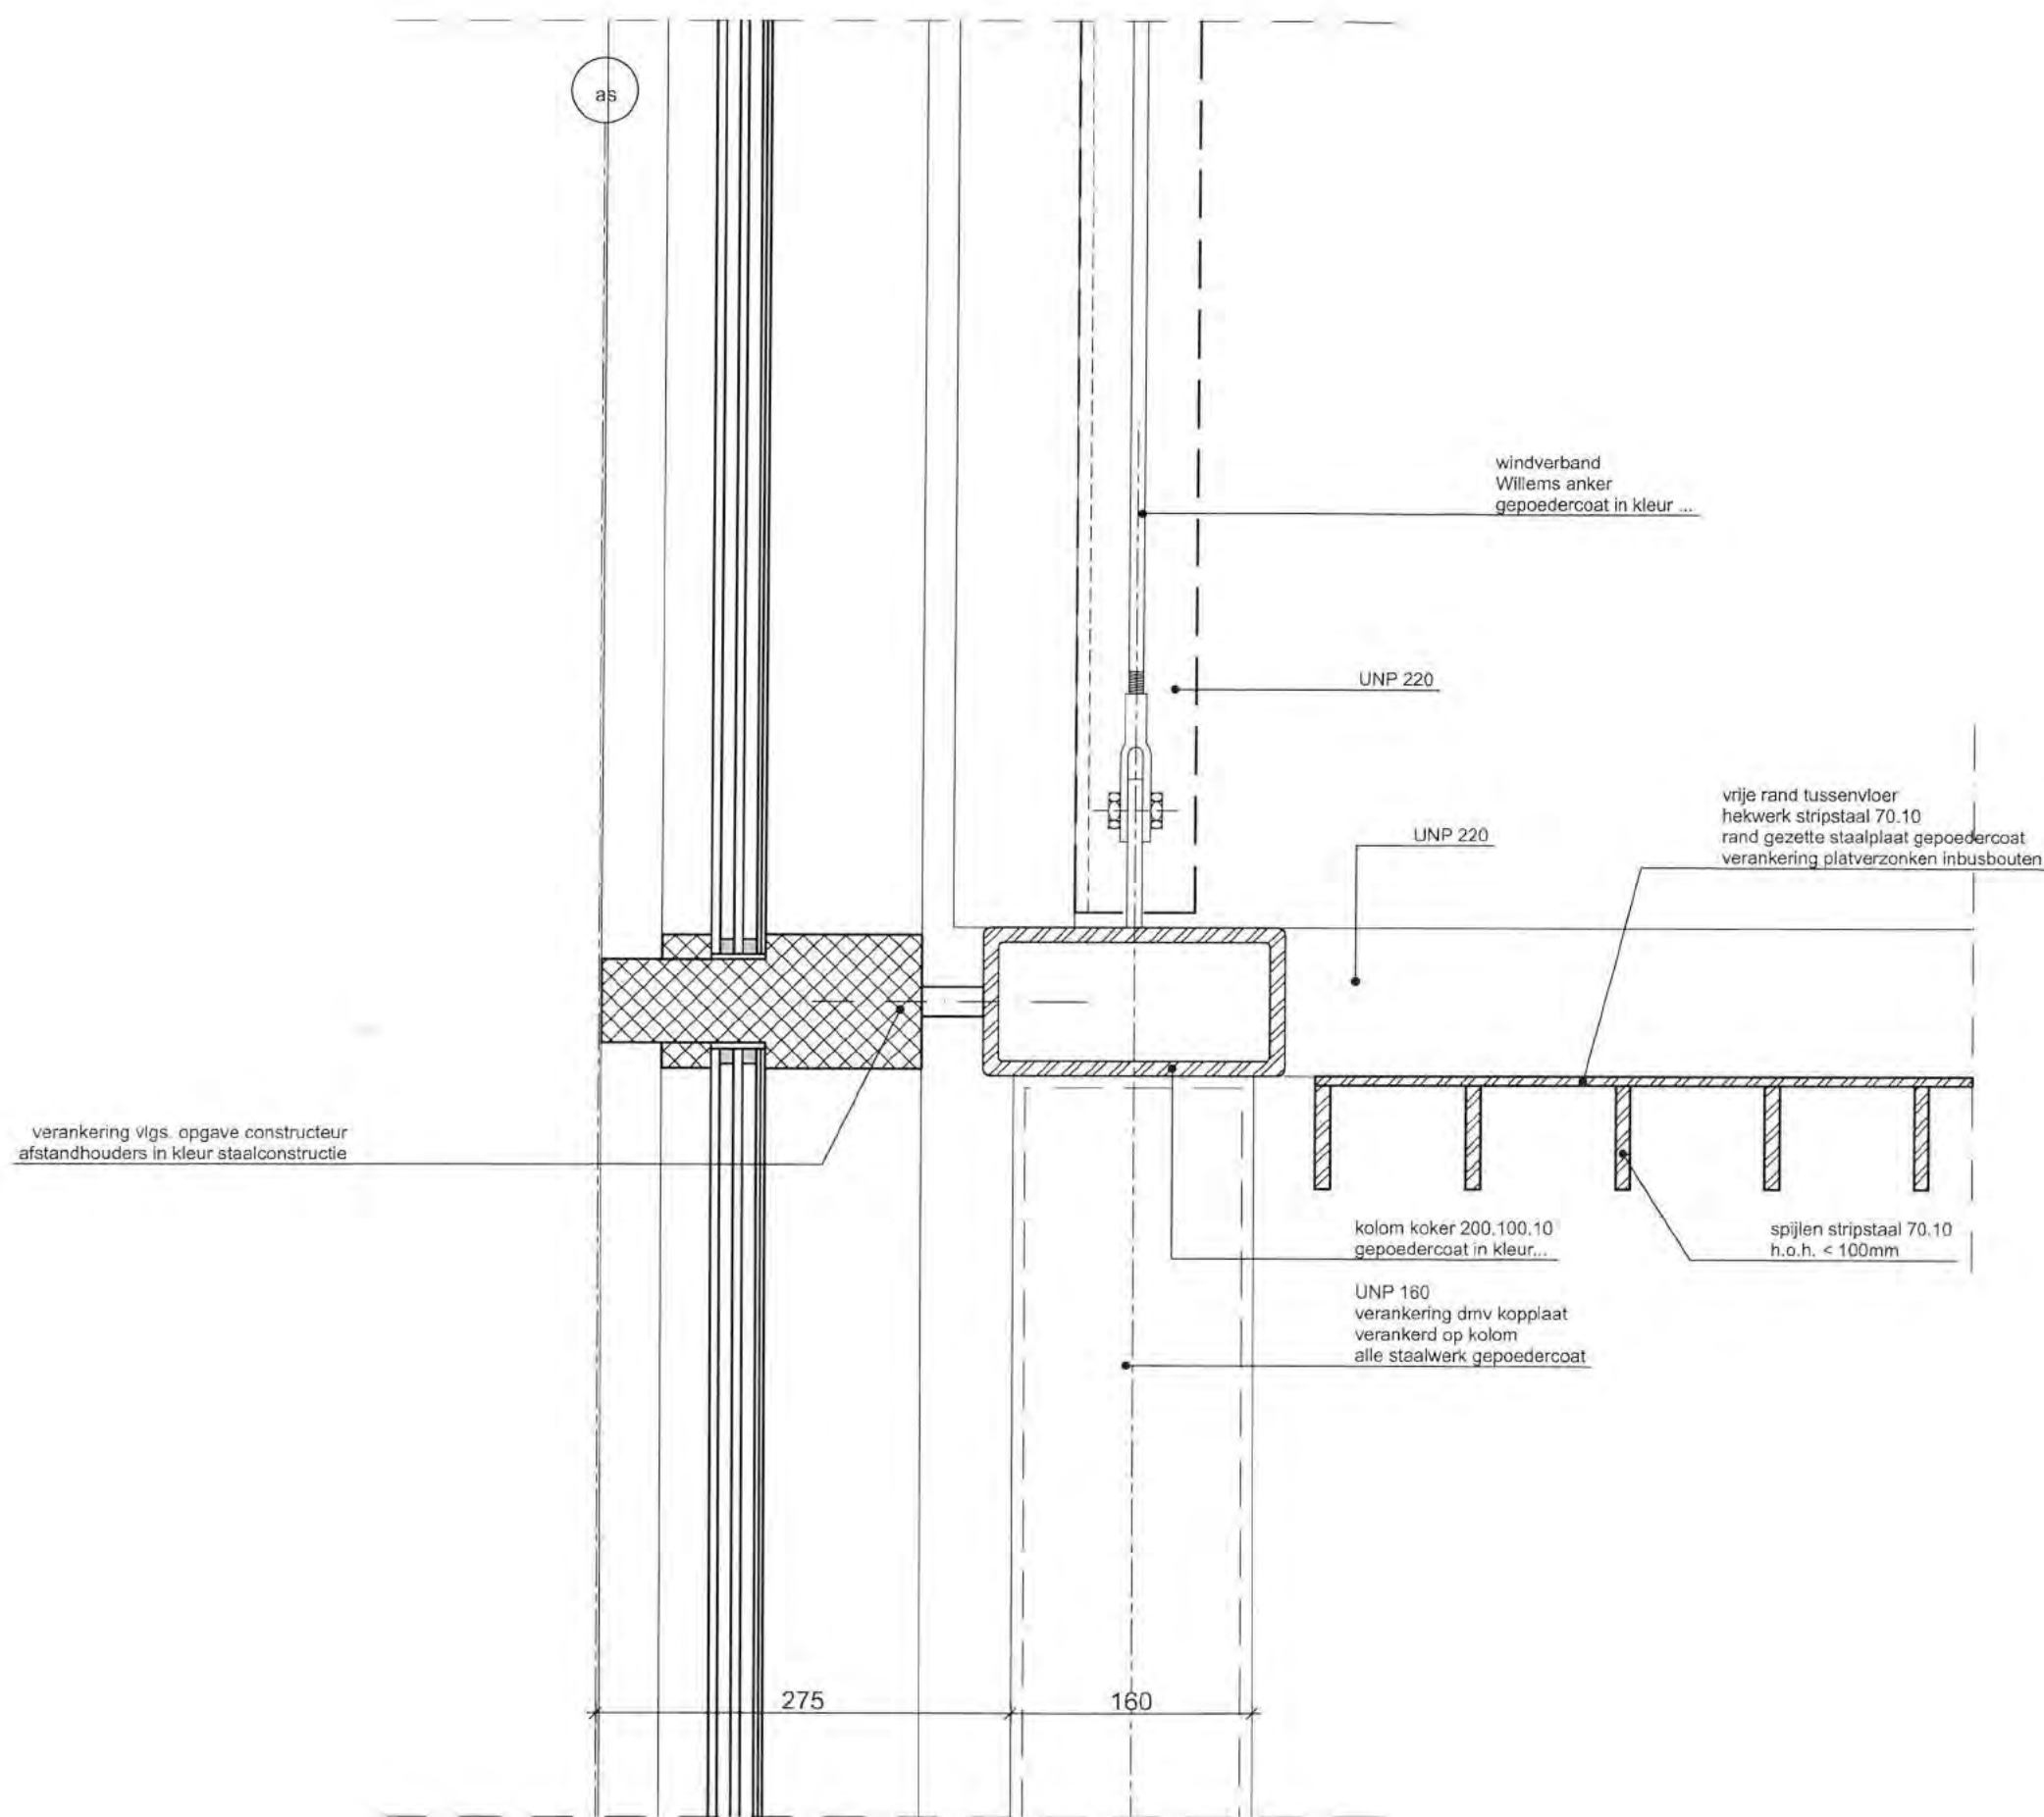 as
windverband
Willems anker
gepoedercoat in kleur ...
UNP 220
UNP 220
vrije rand tussenvloer
hekwerk stripstaal 70.10
rand gezette staalplaat gepoedercoat
verankering platverzonken inbusbouten
verankering vlgs. opgave constructeur
afstandhouders in kleur staalconstructie
kolom koker 200.100.10
gepoedercoat in kleur...
spijlen stripstaal 70.10
h.o.h. < 100mm
UNP 160
verankering dmv kopplaat
verankerd op kolom
alle staalwerk gepoedercoat
275
160